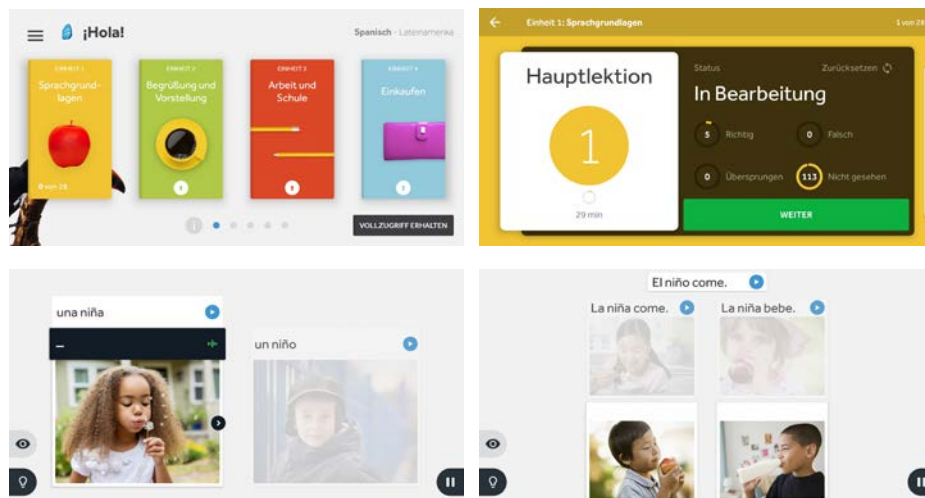 ¡Hola!
Spanisch - Lateinamerika
EINHEIT 1
Sprachgrund-
lagen
0 von 28
EINHEIT 2
Begrüßung und
Vorstellung
EINHEIT 3
Arbeit und
Schule
EINHEIT 4
Einkaufen
VOLLZUGRIFF ERHALTEN
Einheit 1: Sprachgrundlagen
1 von 28
Hauptlektion
1
29 min
Status
Zurücksetzen
In Bearbeitung
5 Richtig
0 Falsch
0 Übersprungen
113 Nicht gesehen
WEITER
una niña
un niño
El niño come.
La niña come.
La niña bebe.